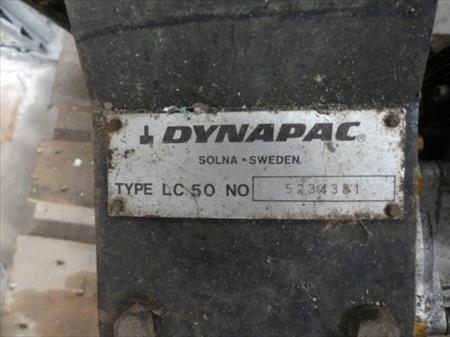 DYNAPAC®
SOLNA • SWEDEN
TYPE LC 50 NO 5234381